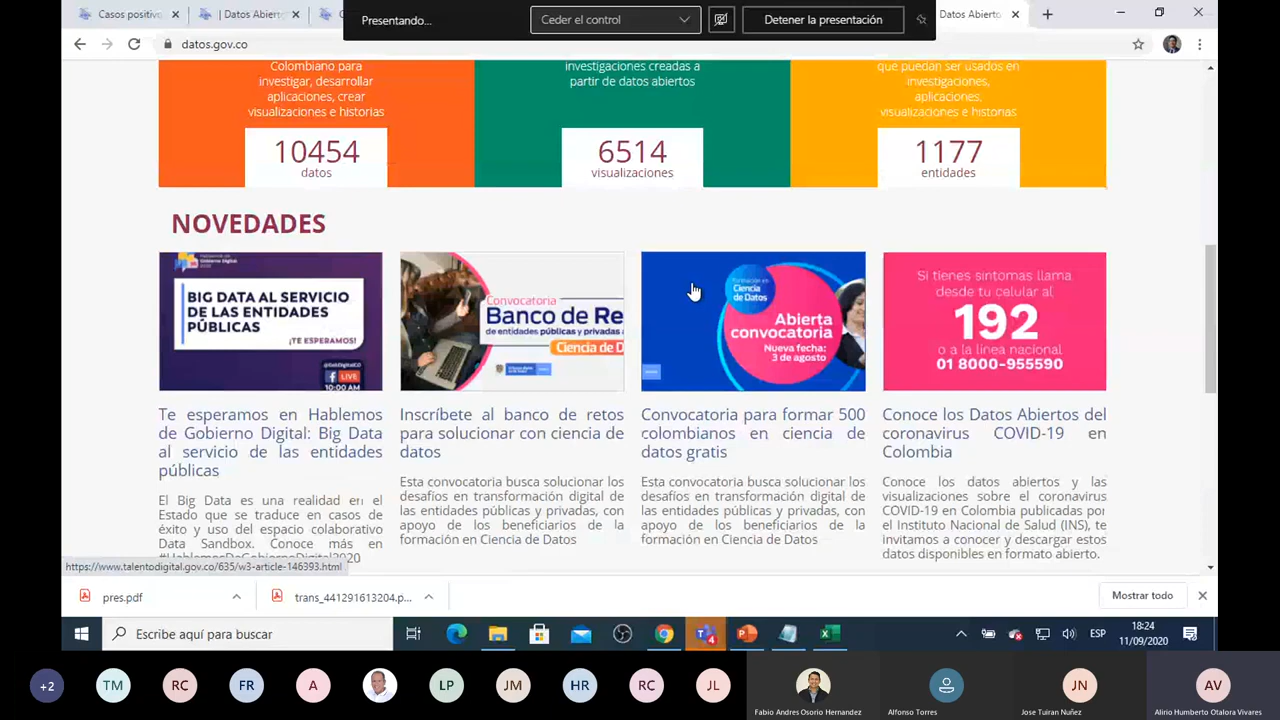 Casos positivo
| Datos Abiert
Presentando...
Ceder el control
Detener la presentación
Datos Abierto
datos.gov.co
Colombiano para
investigar, desarrollar
aplicaciones, crear
visualizaciones e historias
10454
datos
investigaciones creadas a
partir de datos abiertos
6514
visualizaciones
que puedan ser usados en
investigaciones,
aplicaciones,
visualizaciones e historias
1177
entidades
NOVEDADES
BIG DATA AL SERVICIO
DE LAS ENTIDADES
PÚBLICAS
¡TE ESPERAMOS!
LIVE
10:00 AM
Convocatoria
Banco de Re
de entidades públicas y privadas
Ciencia de D
Formación en
Ciencia
de Datos
Abierta
convocatoria
Nueva fecha:
3 de agosto
Si tienes síntomas llama
desde tu celular al
192
o a la línea nacional
01 8000-955590
Te esperamos en Hablemos
de Gobierno Digital: Big Data
al servicio de las entidades
públicas
El Big Data es una realidad en el
Estado que se traduce en casos de
éxito y uso del espacio colaborativo
Data Sandbox. Conoce más en
#HablemosDeGobiernoDigital2020
Inscríbete al banco de retos
para solucionar con ciencia de
datos
Esta convocatoria busca solucionar los
desafíos en transformación digital de
las entidades públicas y privadas, con
apoyo de los beneficiarios de la
formación en Ciencia de Datos
Convocatoria para formar 500
colombianos en ciencia de
datos gratis
Esta convocatoria busca solucionar los
desafíos en transformación digital de
las entidades públicas y privadas, con
apoyo de los beneficiarios de la
formación en Ciencia de Datos
Conoce los Datos Abiertos del
coronavirus COVID-19 en
Colombia
Conoce los datos abiertos y las
visualizaciones sobre el coronavirus
COVID-19 en Colombia publicadas por
el Instituto Nacional de Salud (INS), te
invitamos a conocer y descargar estos
datos disponibles en formato abierto.
https://www.talentodigital.gov.co/635/w3-article-146393.html
pres.pdf
trans_441291613204.p...
Mostrar todo
Escribe aquí para buscar
4
ESP
18:24
11/09/2020
+2
TM
RC
FR
A
LP
JM
HR
RC
JL
JN
AV
Fabio Andres Osorio Hernandez
Alfonso Torres
Jose Tuiran Nuñez
Alirio Humberto Otalora Vivares